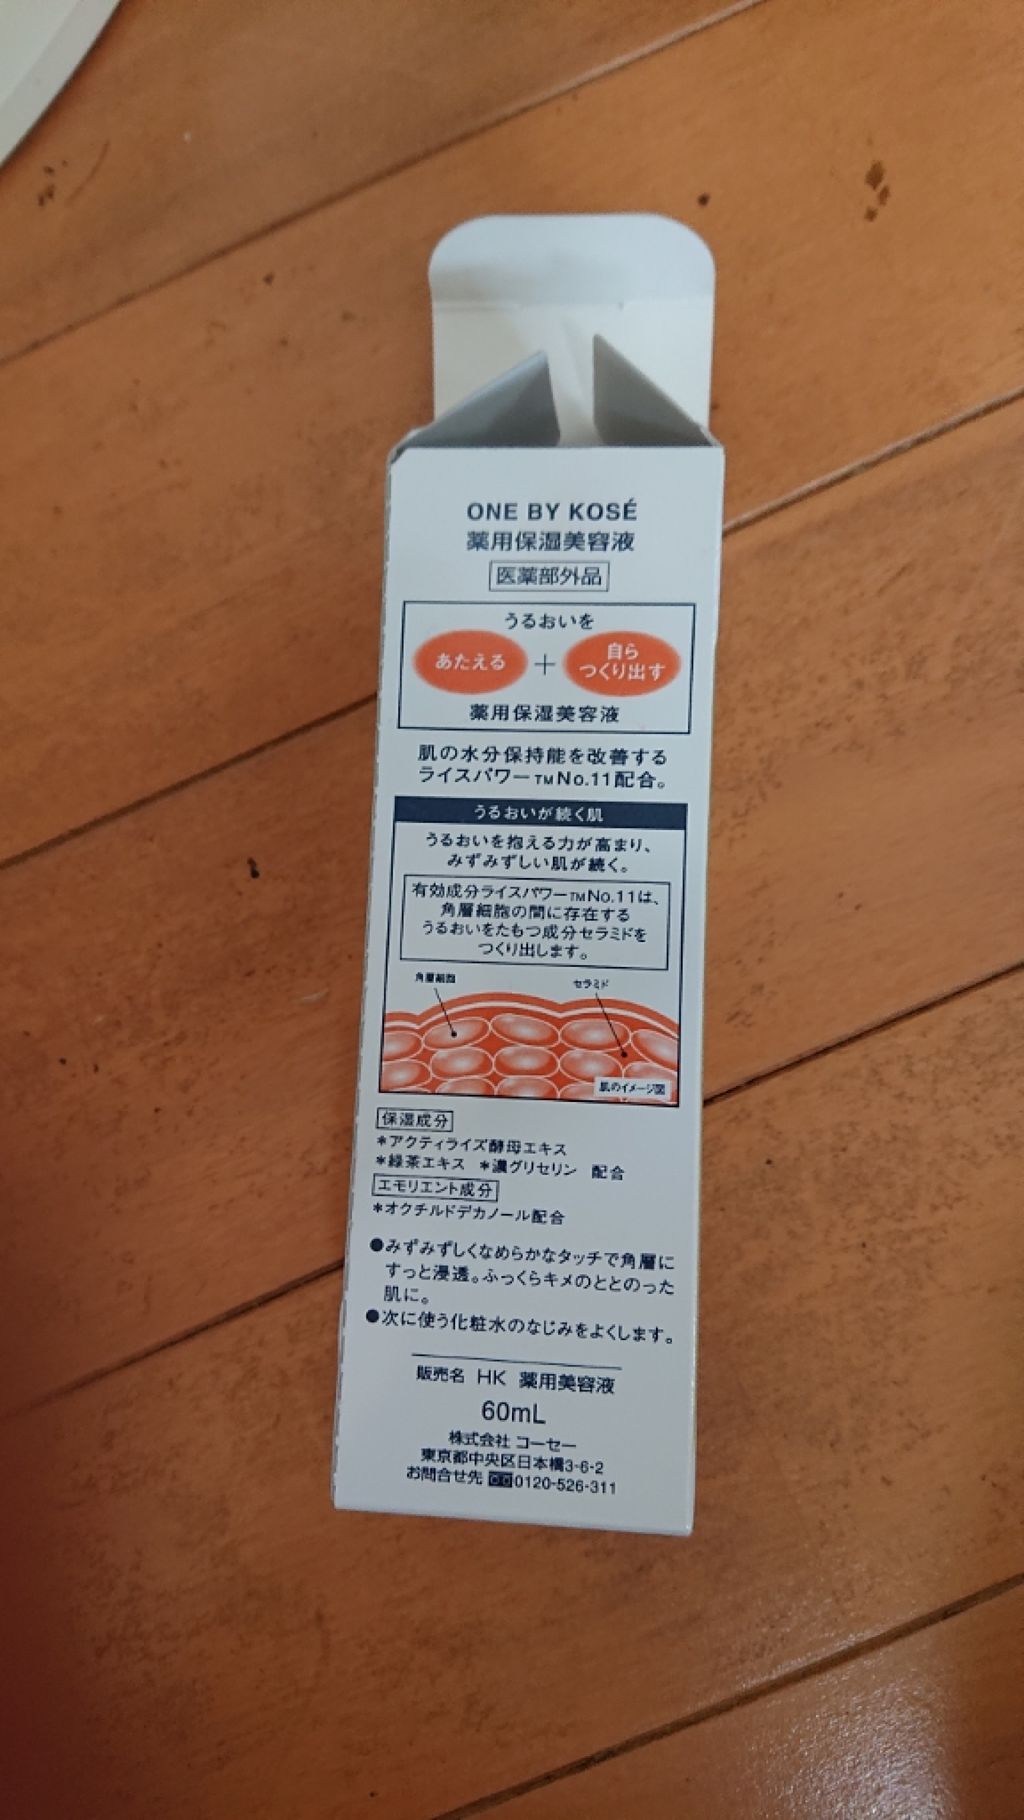 ONE BY KOSÉ
薬用保湿美容液
医薬部外品
うるおいを
あたえる
+
自ら
つくり出す
薬用保湿美容液
肌の水分保持能を改善する
ライスパワー™No.11配合。
うるおいが続く肌
うるおいを抱える力が高まり、
みずみずしい肌が続く。
有効成分ライスパワー™No.11は、
角層細胞の間に存在する
うるおいをたもつ成分セラミドを
つくり出します。
角層細胞
セラミド
肌のイメージ図
保湿成分
*アクティライズ酵母エキス
*緑茶エキス *濃グリセリン 配合
エモリエント成分
*オクチルドデカノール配合
●みずみずしくなめらかなタッチで角層に
すっと浸透。ふっくらキメのととのった
肌に。
●次に使う化粧水のなじみをよくします。
販売名 HK 薬用美容液
60mL
株式会社 コーセー
東京都中央区日本橋3-6-2
お問合せ先 0120-526-311